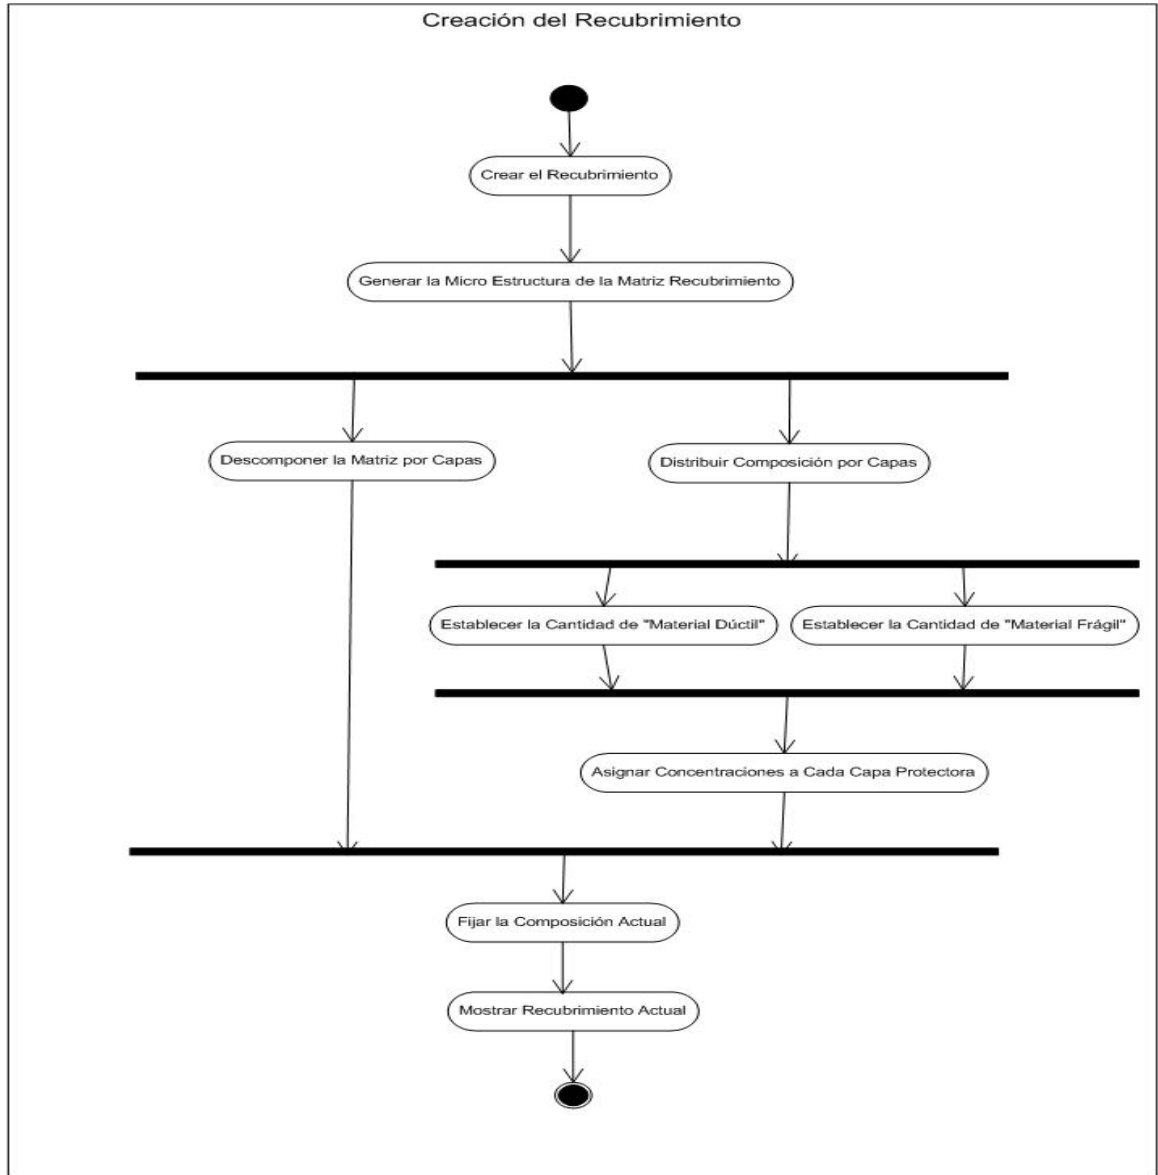 Creación del Recubrimiento
Crear el Recubrimiento
Generar la Micro Estructura de la Matriz Recubrimiento
Descomponer la Matriz por Capas
Distribuir Composición por Capas
Establecer la Cantidad de "Material Dúctil"
Establecer la Cantidad de "Material Frágil"
Asignar Concentraciones a Cada Capa Protectora
Fijar la Composición Actual
Mostrar Recubrimiento Actual